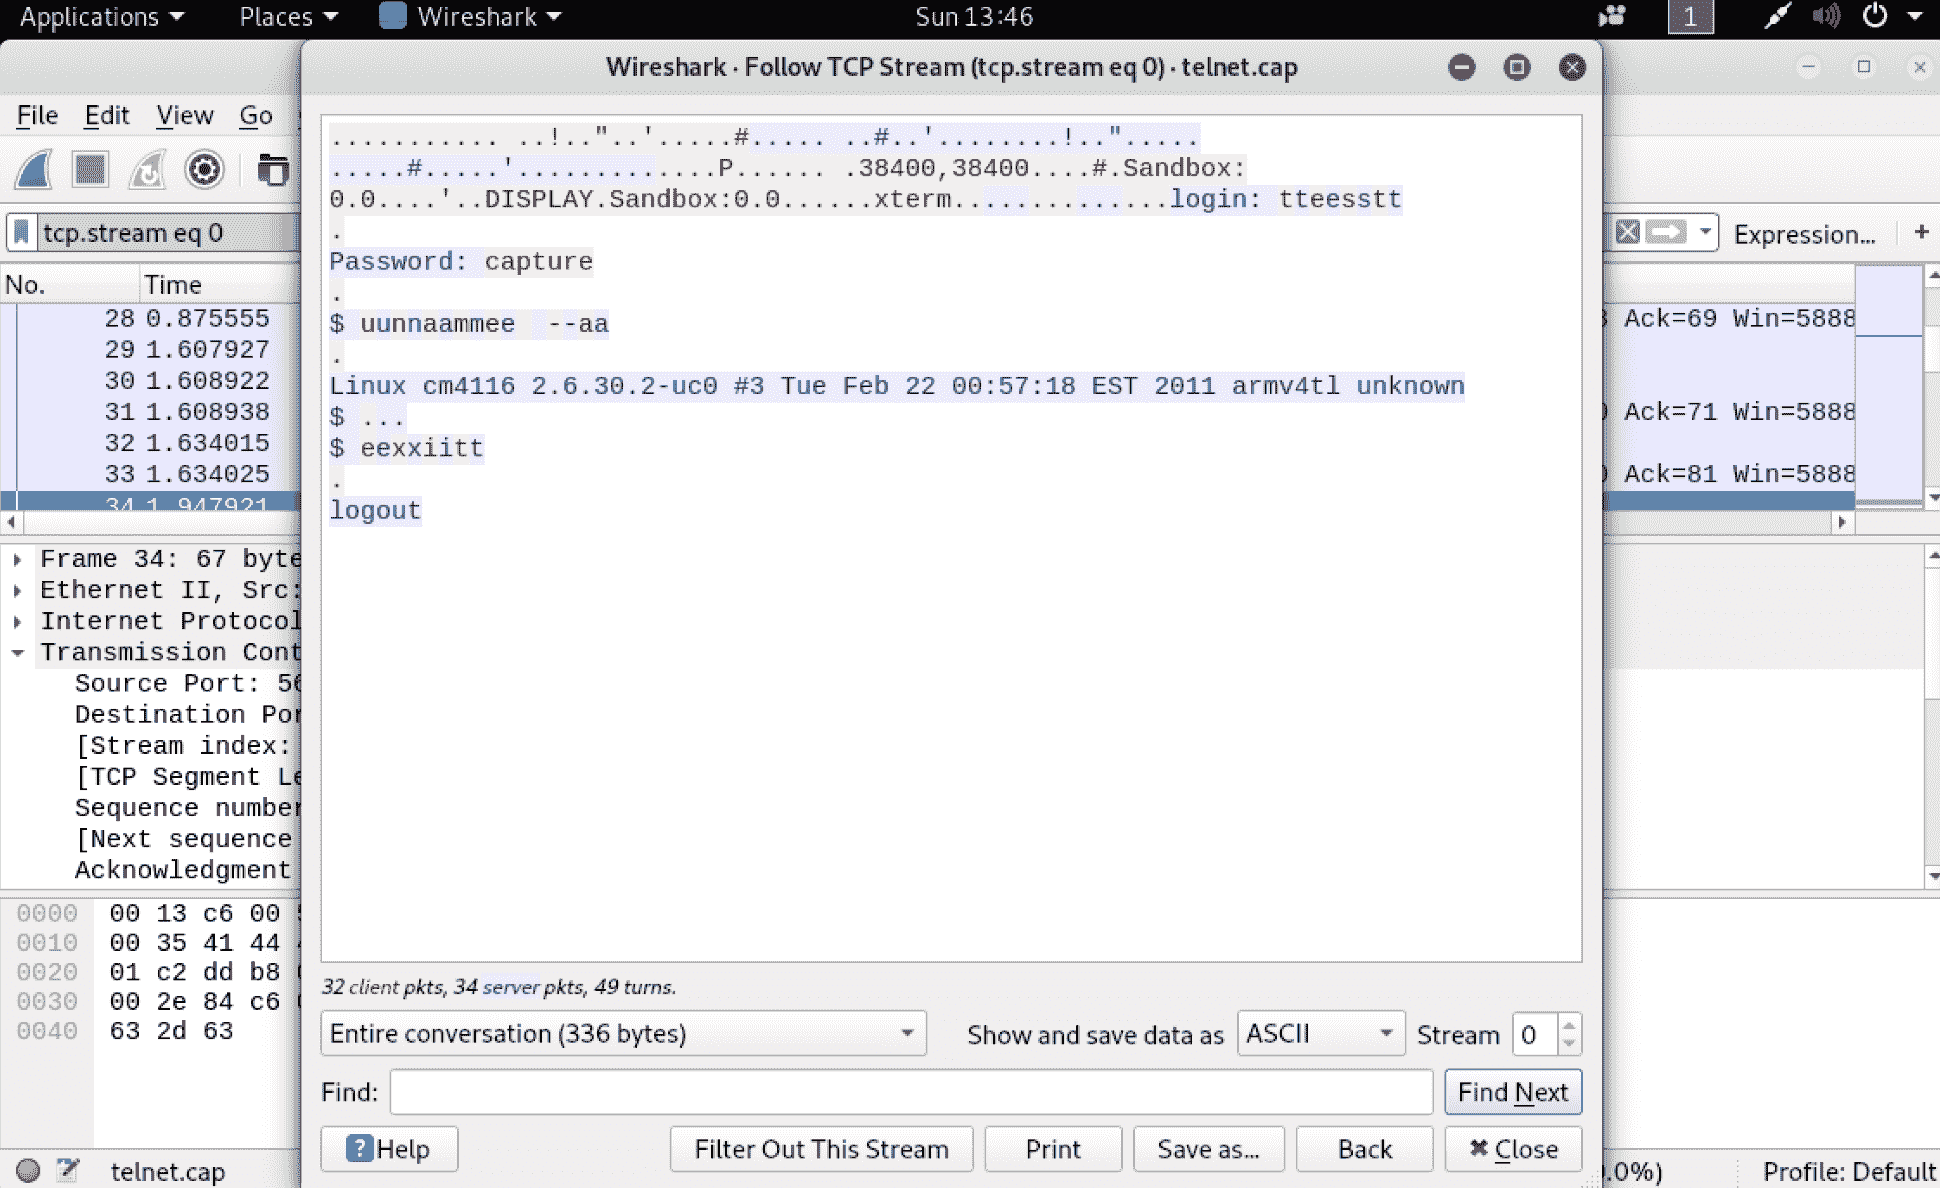 Applications Places Wireshark Sun 13:46 1
Wireshark · Follow TCP Stream (tcp.stream eq 0) · telnet.cap
File Edit View Go
tcp.stream eq 0 Expression... +
No. Time
28 0.875555 Ack=69 Win=5888
29 1.607927
30 1.608922
31 1.608938 Ack=71 Win=5888
32 1.634015
33 1.634025 Ack=81 Win=5888
34 1.947921
........... ..!.."..'.....#..... ..#..'........!..".....
.....#.....'.............P...... .38400,38400....#.Sandbox:
0.0....'..DISPLAY.Sandbox:0.0......xterm..............login: tteesstt
.
Password: capture
.
$ uunnaammee  --aa
.
Linux cm4116 2.6.30.2-uc0 #3 Tue Feb 22 00:57:18 EST 2011 armv4tl unknown
$ ...
$ eexxiitt
.
logout
Frame 34: 67 byte
Ethernet II, Src:
Internet Protocol
Transmission Cont
Source Port: 56
Destination Por
[Stream index:
[TCP Segment Le
Sequence number
[Next sequence
Acknowledgment
0000 00 13 c6 00
0010 00 35 41 44
0020 01 c2 dd b8
0030 00 2e 84 c6
0040 63 2d 63
32 client pkts, 34 server pkts, 49 turns.
Entire conversation (336 bytes) Show and save data as ASCII Stream 0
Find: Find Next
? Help Filter Out This Stream Print Save as... Back ✖ Close
telnet.cap .0%) Profile: Default